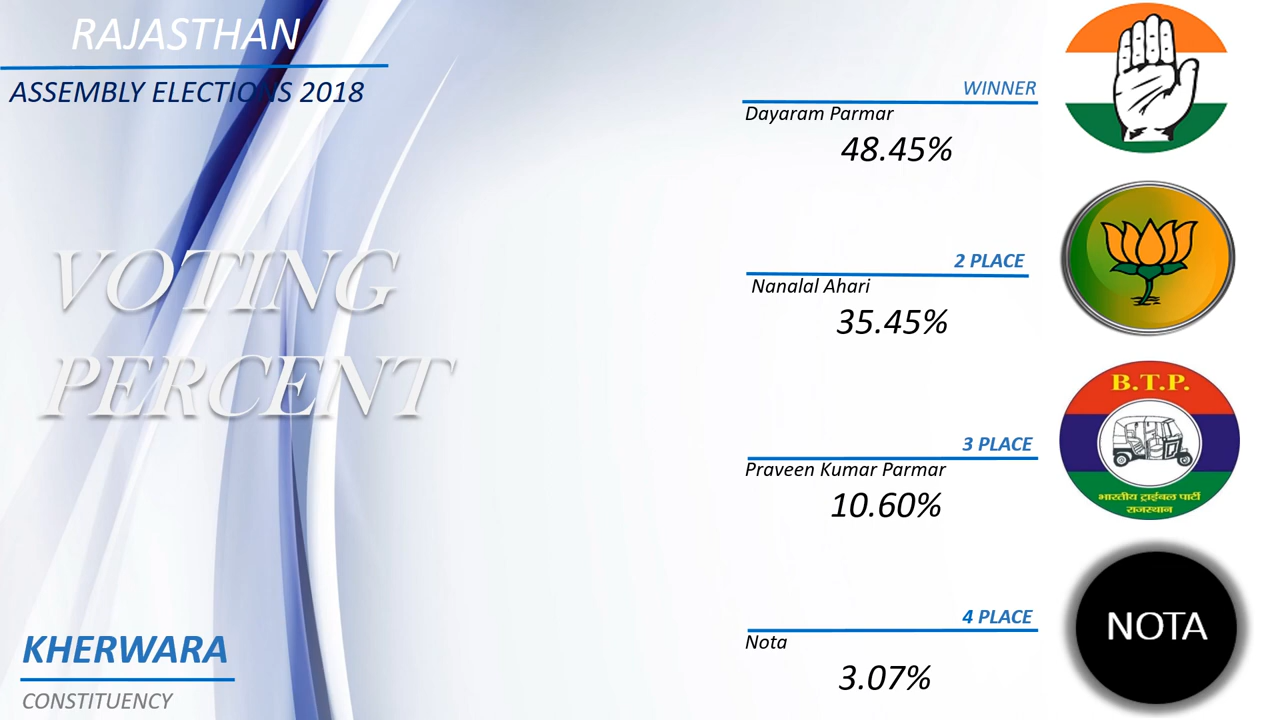 RAJASTHAN
ASSEMBLY ELECTIONS 2018
VOTING
PERCENT
KHERWARA
CONSTITUENCY
WINNER
Dayaram Parmar
48.45%
2 PLACE
Nanalal Ahari
35.45%
3 PLACE
Praveen Kumar Parmar
10.60%
4 PLACE
Nota
3.07%
B.T.P.
भारतीय ट्राईबल पार्टी
राजस्थान
NOTA